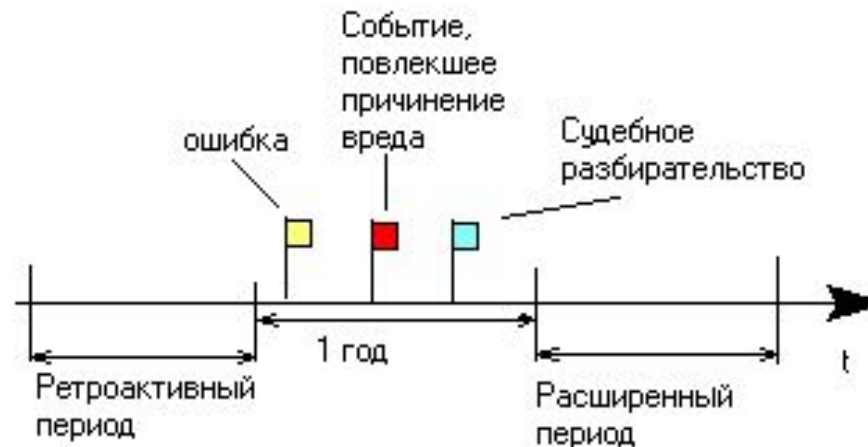 Событие,
повлекшее
причинение
вреда
ошибка
Судебное
разбирательство
1 год
t
Ретроактивный
период
Расширенный
период